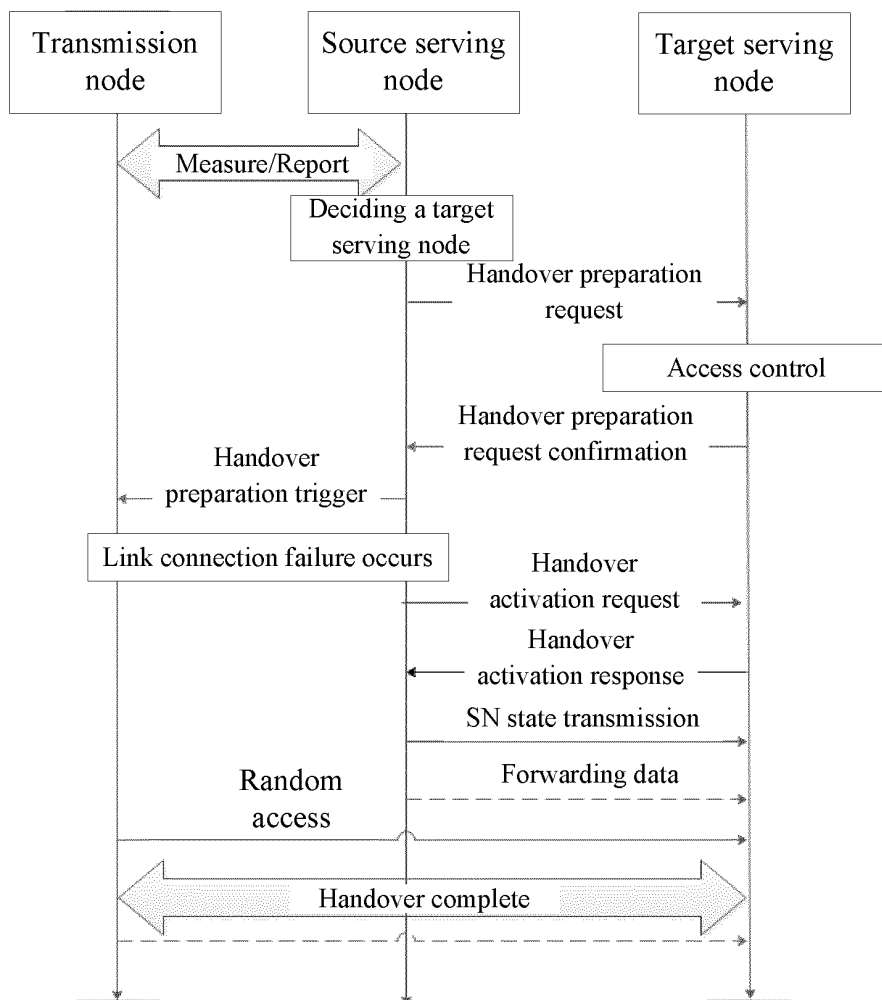 Transmission
node
Source serving
node
Target serving
node
Measure/Report
Deciding a target
serving node
Handover preparation
request
Access control
Handover preparation
request confirmation
Handover
preparation trigger
Link connection failure occurs
Handover
activation request
Handover
activation response
SN state transmission
Forwarding data
Random
access
Handover complete